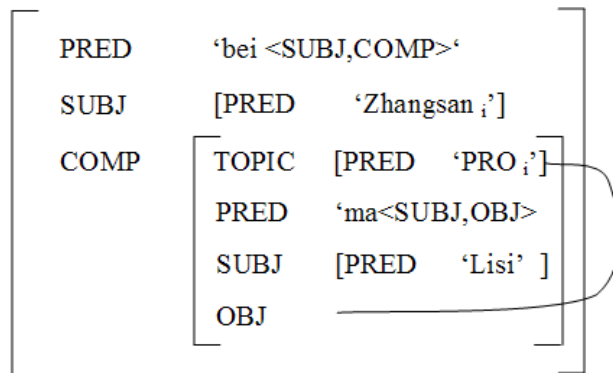 PRED ‘bei <SUBJ,COMP>‘
SUBJ [PRED ‘Zhangsan i’]
COMP TOPIC [PRED ‘PRO i’]
PRED ‘ma<SUBJ,OBJ>
SUBJ [PRED ‘Lisi’ ]
OBJ